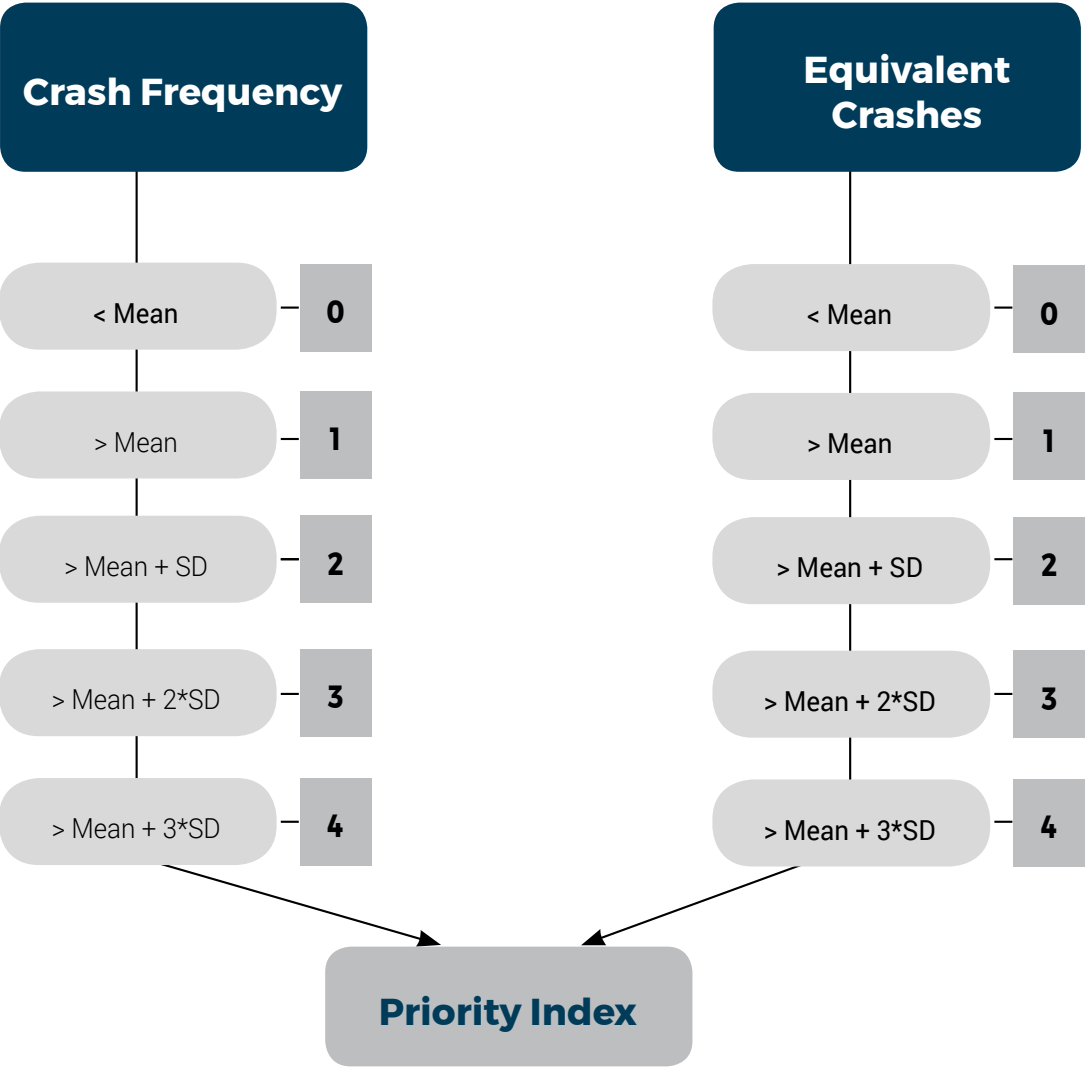 Crash Frequency
< Mean
0
> Mean
1
> Mean + SD
2
> Mean + 2*SD
3
> Mean + 3*SD
4
Equivalent
Crashes
< Mean
0
> Mean
1
> Mean + SD
2
> Mean + 2*SD
3
> Mean + 3*SD
4
Priority Index